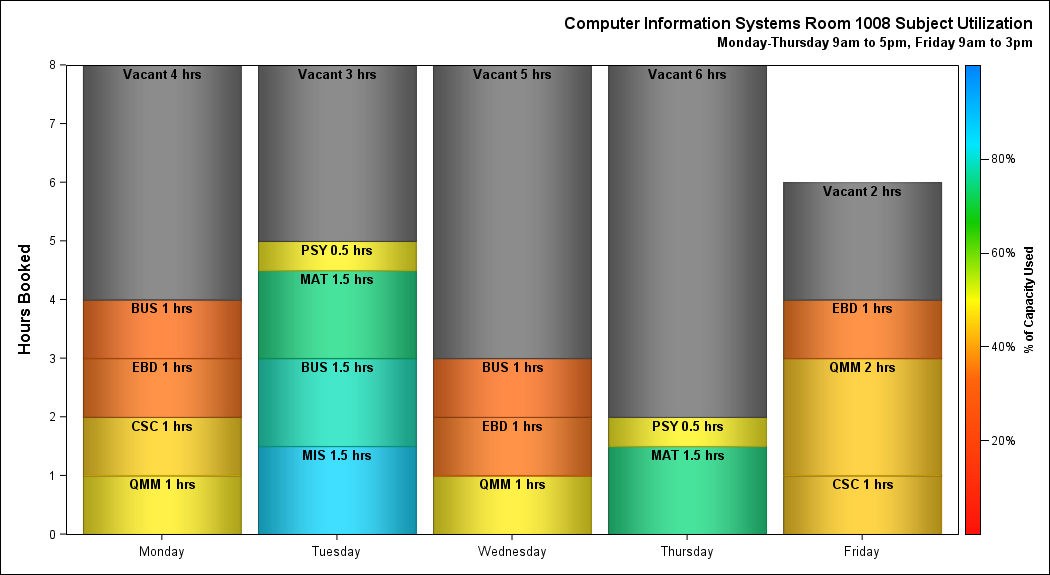 Computer Information Systems Room 1008 Subject Utilization
Monday-Thursday 9am to 5pm, Friday 9am to 3pm
Hours Booked
8
7
6
5
4
3
2
1
0
Vacant 4 hrs
BUS 1 hrs
EBD 1 hrs
CSC 1 hrs
QMM 1 hrs
Vacant 3 hrs
PSY 0.5 hrs
MAT 1.5 hrs
BUS 1.5 hrs
MIS 1.5 hrs
Vacant 5 hrs
BUS 1 hrs
EBD 1 hrs
QMM 1 hrs
Vacant 6 hrs
PSY 0.5 hrs
MAT 1.5 hrs
Vacant 2 hrs
EBD 1 hrs
QMM 2 hrs
CSC 1 hrs
Monday
Tuesday
Wednesday
Thursday
Friday
80%
60%
40%
20%
% of Capacity Used